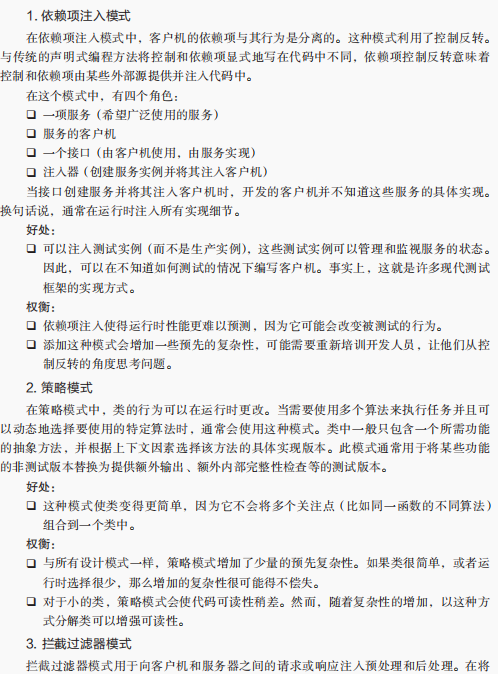 1. 依赖项注入模式
在依赖项注入模式中，客户机的依赖项与其行为是分离的。这种模式利用了控制反转。
与传统的声明式编程方法将控制和依赖项显式地写在代码中不同，依赖项控制反转意味着
控制和依赖项由某些外部源提供并注入代码中。
在这个模式中，有四个角色：
❑ 一项服务（希望广泛使用的服务）
❑ 服务的客户机
❑ 一个接口（由客户机使用，由服务实现）
❑ 注入器（创建服务实例并将其注入客户机）
当接口创建服务并将其注入客户机时，开发的客户机并不知道这些服务的具体实现。
换句话说，通常在运行时注入所有实现细节。
好处：
❑ 可以注入测试实例（而不是生产实例），这些测试实例可以管理和监视服务的状态。
因此，可以在不知道如何测试的情况下编写客户机。事实上，这就是许多现代测试
框架的实现方式。
权衡：
❑ 依赖项注入使得运行时性能更难以预测，因为它可能会改变被测试的行为。
❑ 添加这种模式会增加一些预先的复杂性，可能需要重新培训开发人员，让他们从控
制反转的角度思考问题。
2. 策略模式
在策略模式中，类的行为可以在运行时更改。当需要使用多个算法来执行任务并且可
以动态地选择要使用的特定算法时，通常会使用这种模式。类中一般只包含一个所需功能
的抽象方法，并根据上下文因素选择该方法的具体实现版本。此模式通常用于将某些功能
的非测试版本替换为提供额外输出、额外内部完整性检查等的测试版本。
好处：
❑ 这种模式使类变得更简单，因为它不会将多个关注点（比如同一函数的不同算法）
组合到一个类中。
权衡：
❑ 与所有设计模式一样，策略模式增加了少量的预先复杂性。如果类很简单，或者运
行时选择很少，那么增加的复杂性很可能得不偿失。
❑ 对于小的类，策略模式会使代码可读性稍差。然而，随着复杂性的增加，以这种方
式分解类可以增强可读性。
3. 拦截过滤器模式
拦截过滤器模式用于向客户机和服务器之间的请求或响应注入预处理和后处理。在将